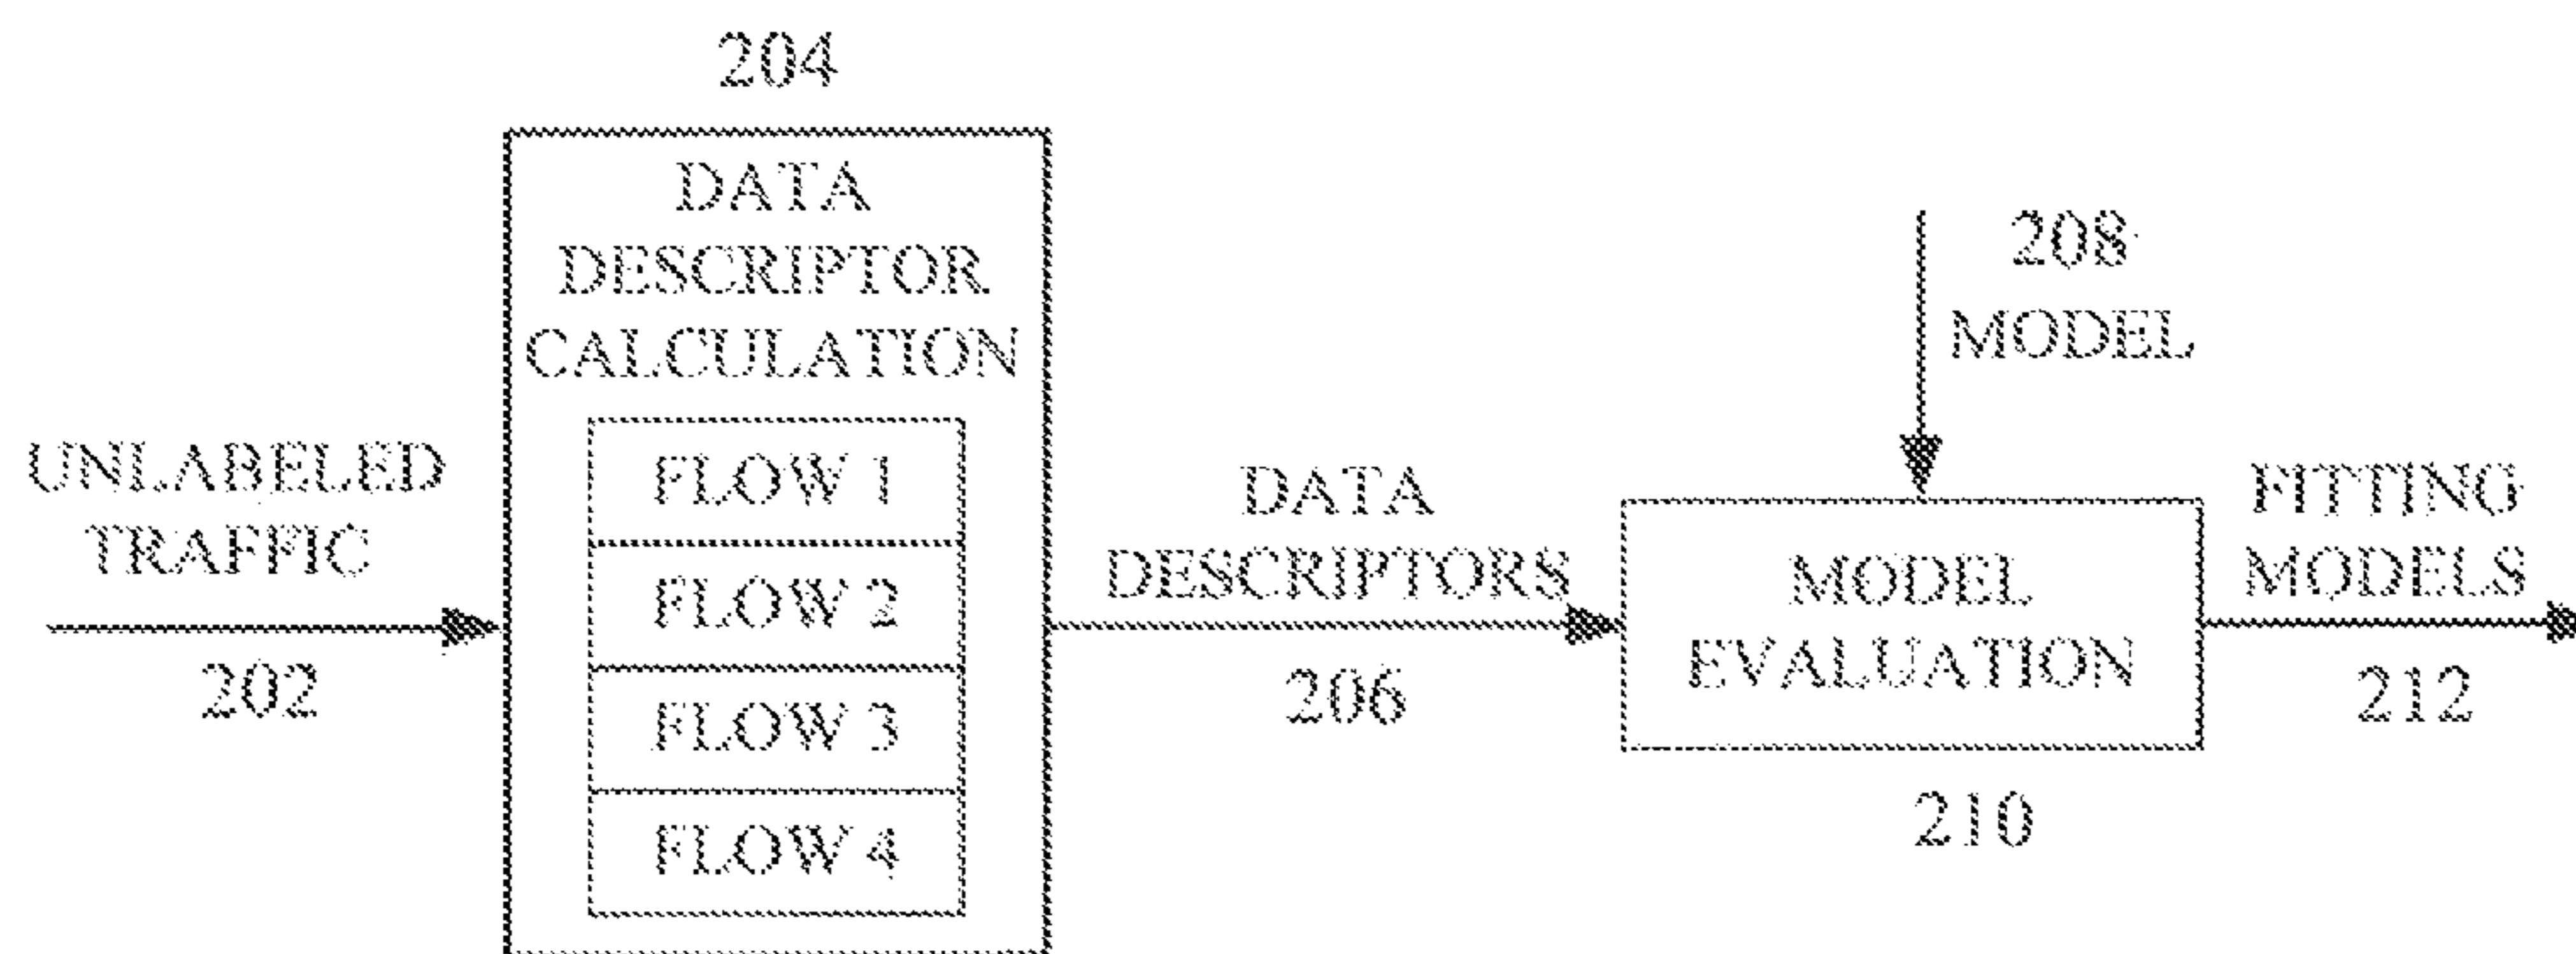 204
DATA
DESCRIPTOR
CALCULATION
FLOW 1
FLOW 2
FLOW 3
FLOW 4
UNLABELED
TRAFFIC
202
DATA
DESCRIPTORS
206
208
MODEL
MODEL
EVALUATION
210
FITTING
MODELS
212